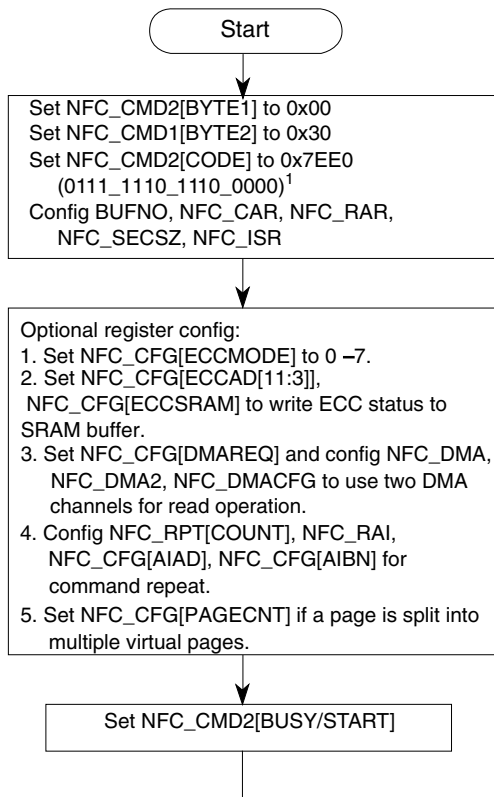 Start
Set NFC_CMD2[BYTE1] to 0x00
Set NFC_CMD1[BYTE2] to 0x30
Set NFC_CMD2[CODE] to 0x7EE0
(0111_1110_1110_0000)1
Config BUFNO, NFC_CAR, NFC_RAR,
NFC_SECSZ, NFC_ISR
Optional register config:
1. Set NFC_CFG[ECCMODE] to 0 –7.
2. Set NFC_CFG[ECCAD[11:3]],
NFC_CFG[ECCSRAM] to write ECC status to
SRAM buffer.
3. Set NFC_CFG[DMAREQ] and config NFC_DMA,
NFC_DMA2, NFC_DMACFG to use two DMA
channels for read operation.
4. Config NFC_RPT[COUNT], NFC_RAI,
NFC_CFG[AIAD], NFC_CFG[AIBN] for
command repeat.
5. Set NFC_CFG[PAGECNT] if a page is split into
multiple virtual pages.
Set NFC_CMD2[BUSY/START]